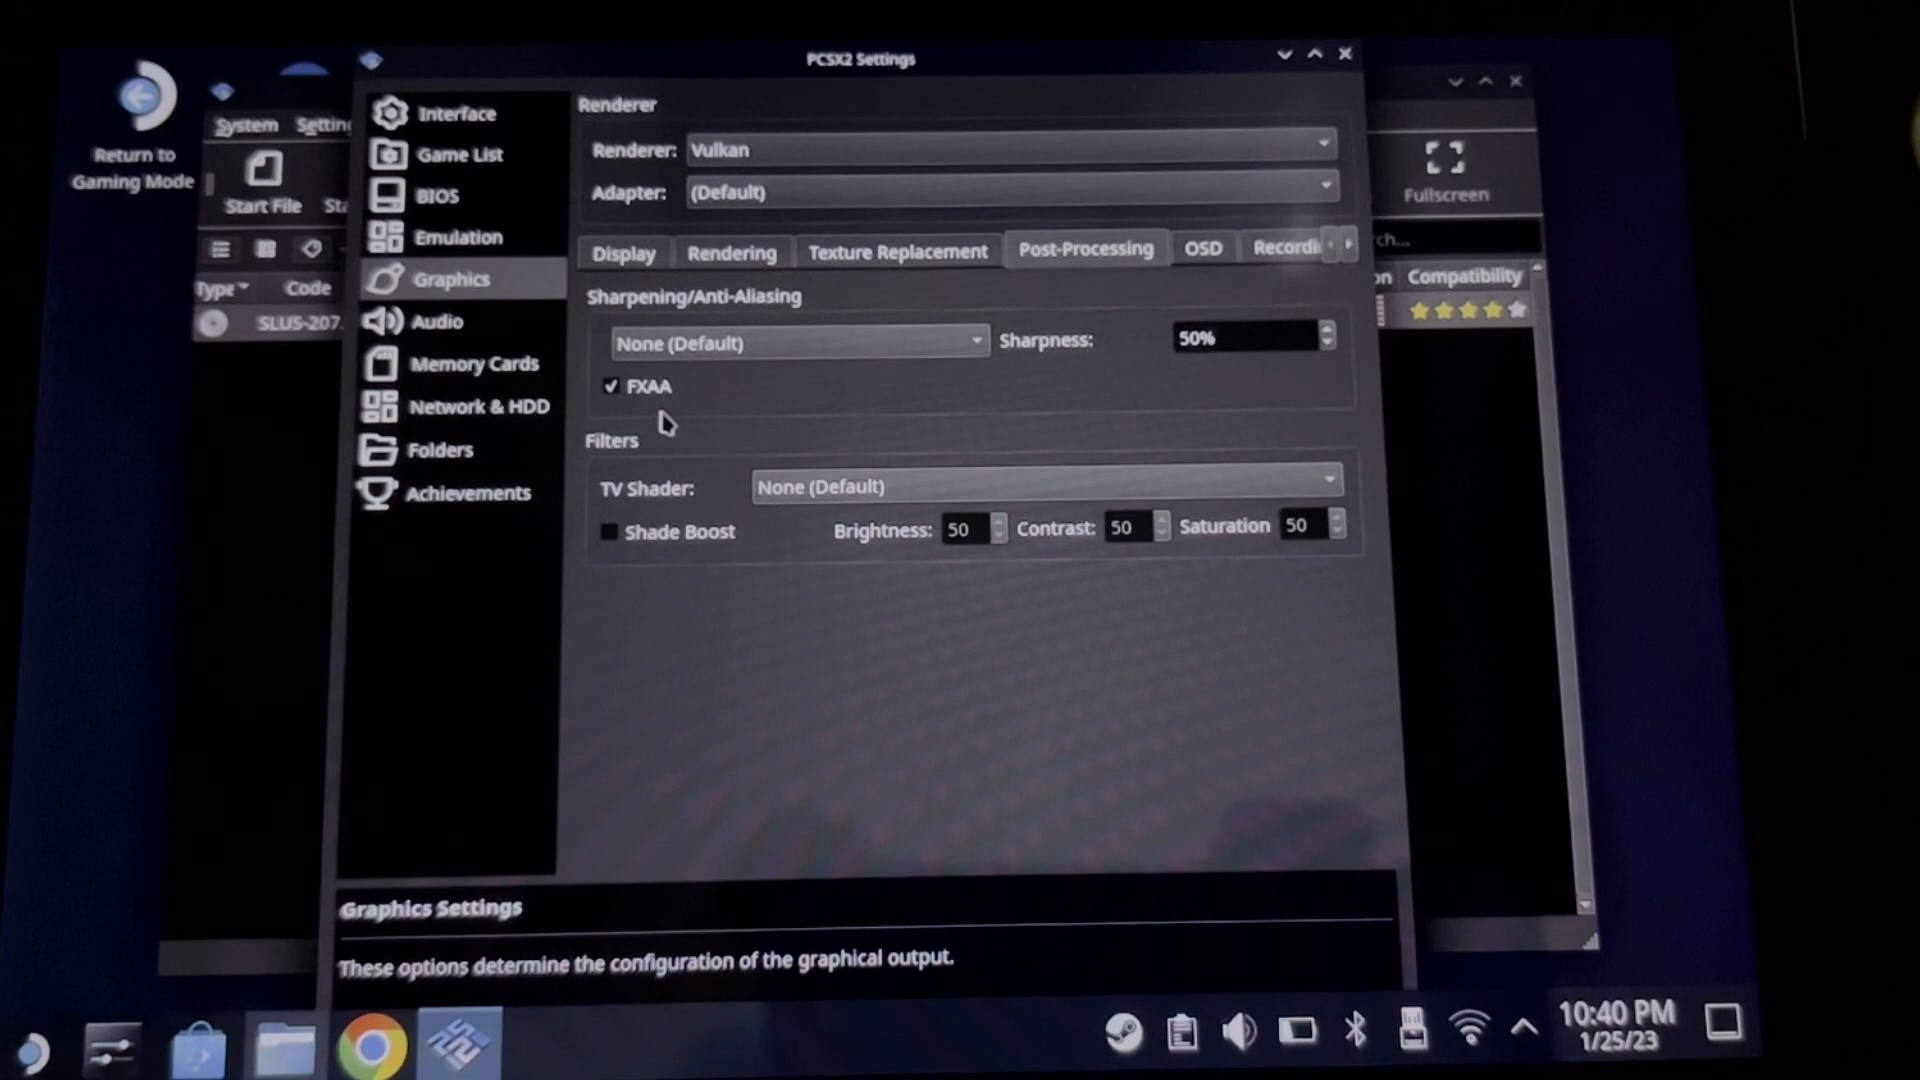 PCSX2 Settings
Return to
Gaming Mode
System
Start File
Type
Code
SLUS-207
Interface
Game List
BIOS
Emulation
Graphics
Audio
Memory Cards
Network & HDD
Folders
Achievements
Renderer
Renderer: Vulkan
Adapter: (Default)
Display Rendering Texture Replacement Post-Processing OSD
Sharpening/Anti-Aliasing
None (Default) Sharpness: 50%
FXAA
Filters
TV Shader: None (Default)
Shade Boost Brightness: 50 Contrast: 50 Saturation 50
Fullscreen
Compatibility
Graphics Settings
These options determine the configuration of the graphical output.
10:40 PM
1/25/23